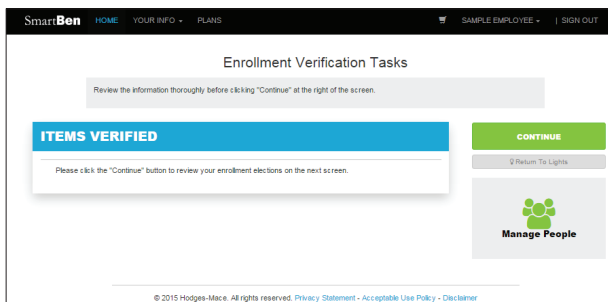 SmartBen HOME YOUR INFO PLANS SAMPLE EMPLOYEE | SIGN OUT
Enrollment Verification Tasks
Review the information thoroughly before clicking "Continue" at the right of the screen.
ITEMS VERIFIED
Please click the "Continue" button to review your enrollment elections on the next screen.
CONTINUE
Return To Lights
Manage People
© 2015 Hodges-Mace. All rights reserved. Privacy Statement - Acceptable Use Policy - Disclaimer